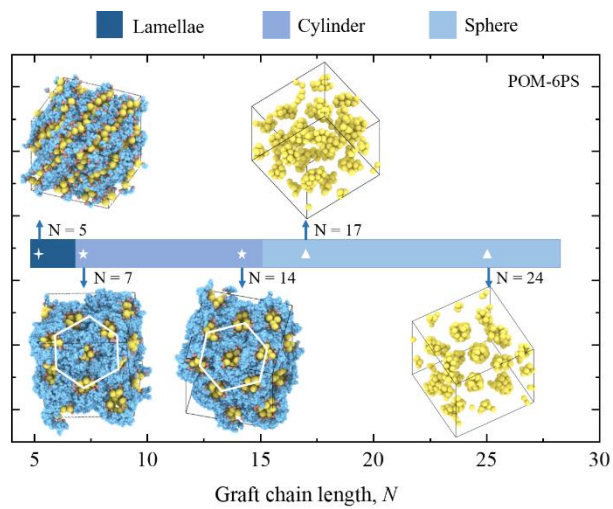 Lamellae Cylinder Sphere
POM-6PS
N = 5 N = 17
N = 7 N = 14 N = 24
5 10 15 20 25 30
Graft chain length, N